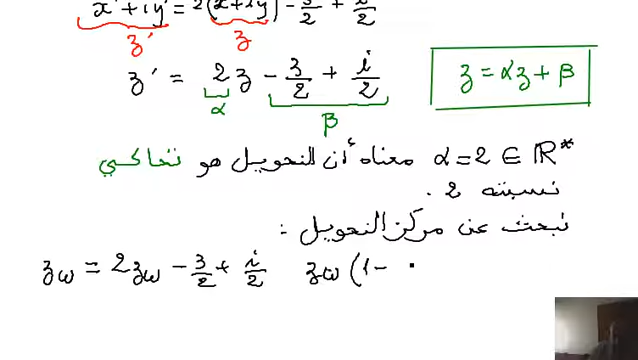 x'+iy' = 2(x+iy) - 3/2 + i/2
z' z
z' = 2z - 3/2 + i/2
α β
z = αz + β
α = 2 ∈ ℝ* معناه أن التحويل هو تحاكي
نسبته 2 .
نبحث عن مركز التحويل :
zω = 2zω - 3/2 + i/2 zω (1 -